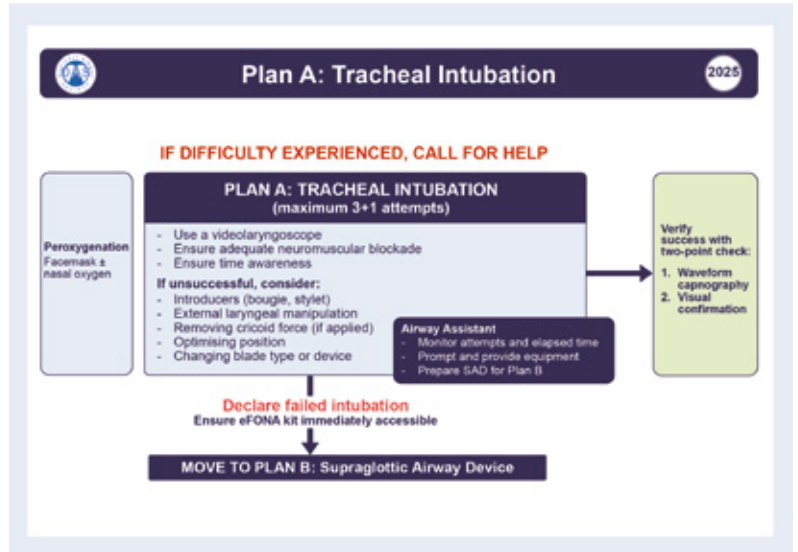 Plan A: Tracheal Intubation
2025
IF DIFFICULTY EXPERIENCED, CALL FOR HELP
Peroxygenation
Facemask ±
nasal oxygen
PLAN A: TRACHEAL INTUBATION
(maximum 3+1 attempts)
- Use a videolaryngoscope
- Ensure adequate neuromuscular blockade
- Ensure time awareness
If unsuccessful, consider:
- Introducers (bougie, stylet)
- External laryngeal manipulation
- Removing cricoid force (if applied)
- Optimising position
- Changing blade type or device
Airway Assistant
- Monitor attempts and elapsed time
- Prompt and provide equipment
- Prepare SAD for Plan B
Verify
success with
two-point check:
1. Waveform
capnography
2. Visual
confirmation
Declare failed intubation
Ensure eFONA kit immediately accessible
MOVE TO PLAN B: Supraglottic Airway Device